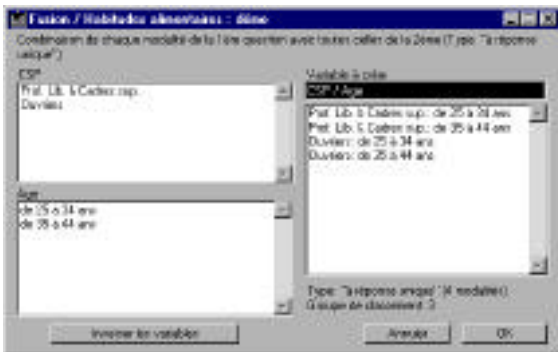 Fusion / Habitudes alimentaires : démo
Combinaison de chaque modalité de la 1ère question avec toutes celles de la 2ème (Type "à réponse
unique")
CSP
Prof. Lib. & Cadres sup.
Ouvriers
Age
de 25 à 34 ans
de 35 à 44 ans
Variable à créer
CSP / Age
Prof. Lib. & Cadres sup.: de 25 à 34 ans
Prof. Lib. & Cadres sup.: de 35 à 44 ans
Ouvriers: de 25 à 34 ans
Ouvriers: de 35 à 44 ans
Type: "à réponse unique" (4 modalités)
Groupe de classement: 3
Inverser les variables
Annuler
OK